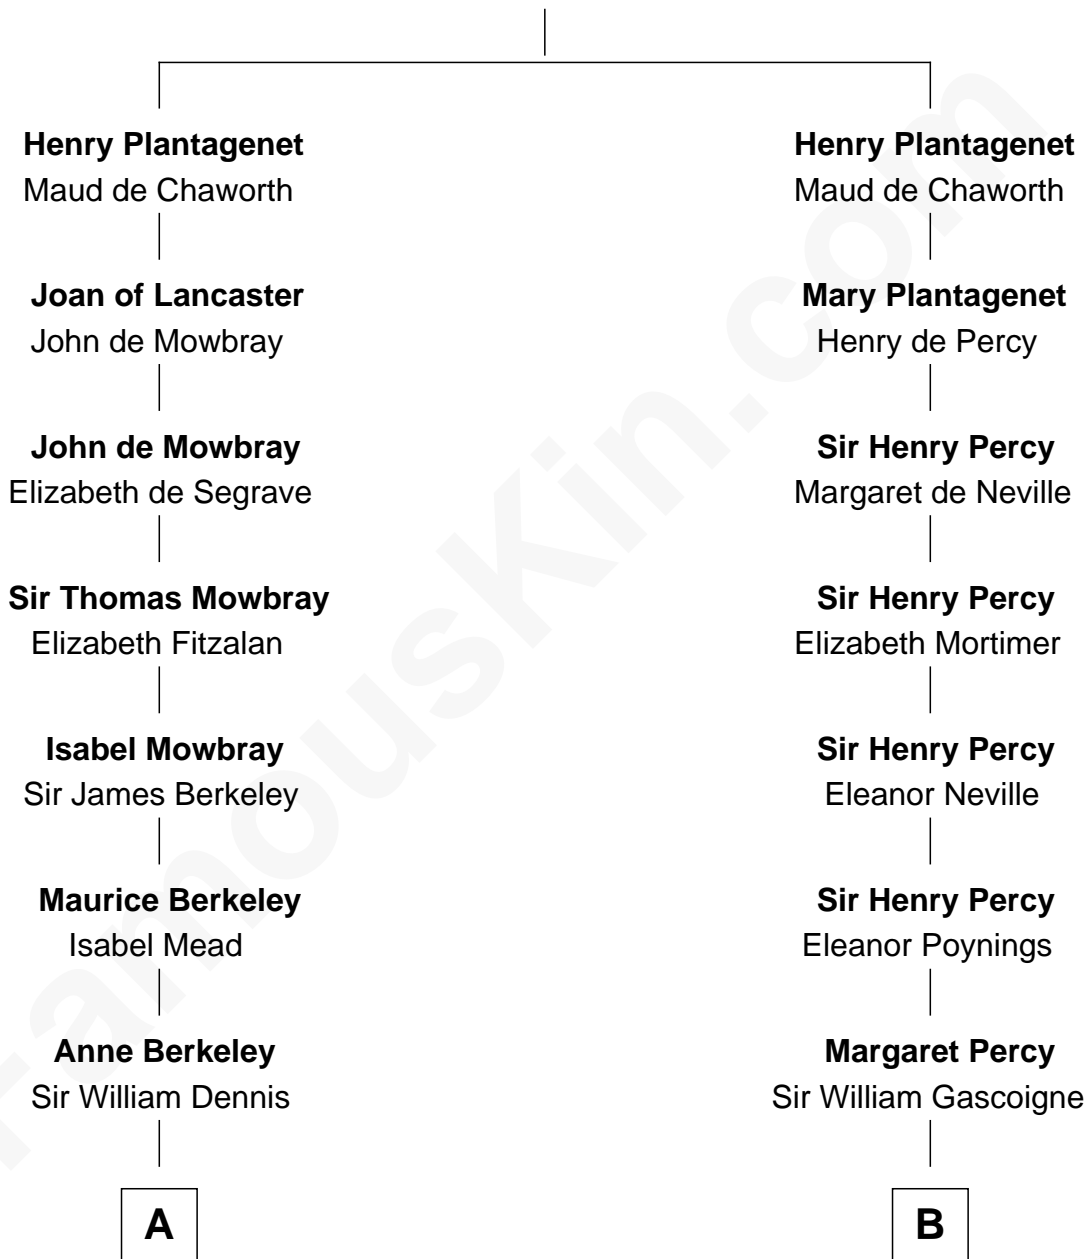 Henry Plantagenet
Maud de Chaworth
Joan of Lancaster
John de Mowbray
John de Mowbray
Elizabeth de Segrave
Sir Thomas Mowbray
Elizabeth Fitzalan
Isabel Mowbray
Sir James Berkeley
Maurice Berkeley
Isabel Mead
Anne Berkeley
Sir William Dennis
A
Henry Plantagenet
Maud de Chaworth
Mary Plantagenet
Henry de Percy
Sir Henry Percy
Margaret de Neville
Sir Henry Percy
Elizabeth Mortimer
Sir Henry Percy
Eleanor Neville
Sir Henry Percy
Eleanor Poynings
Margaret Percy
Sir William Gascoigne
B
FamousKin.com